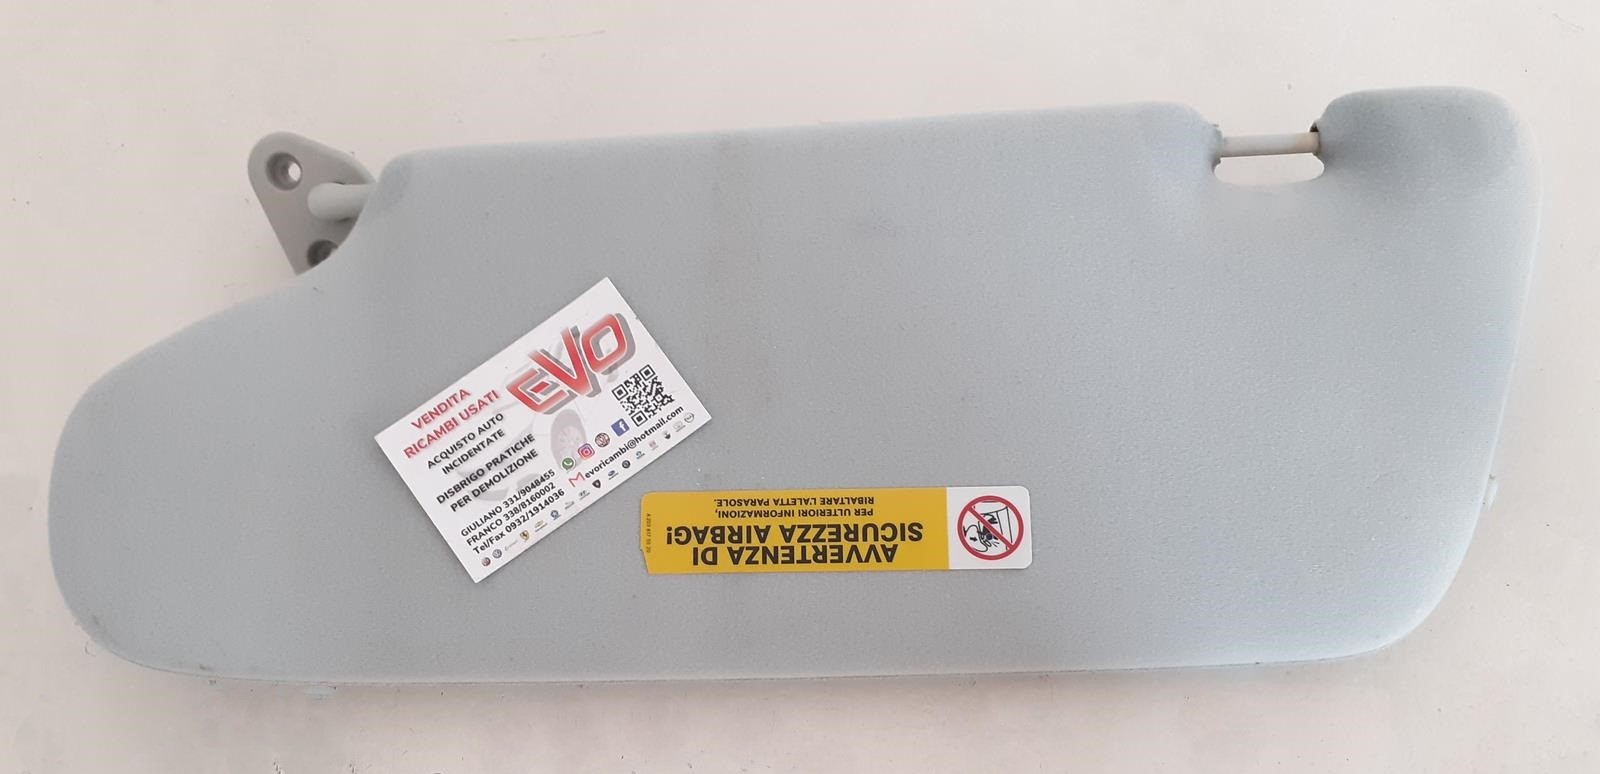 EVO
VENDITA
RICAMBI USATI
ACQUISTO AUTO
INCIDENTATE
DISBRIGO PRATICHE
PER DEMOLIZIONE
GIULIANO 331/9048455
FRANCO 338/8160002
Tel/Fax 0932/1914036
evoricambi@hotmail.com
AVVERTENZA DI
SICUREZZA AIRBAG!
PER ULTERIORI INFORMAZIONI,
RIBALTARE L'ALETTA PARASOLE.